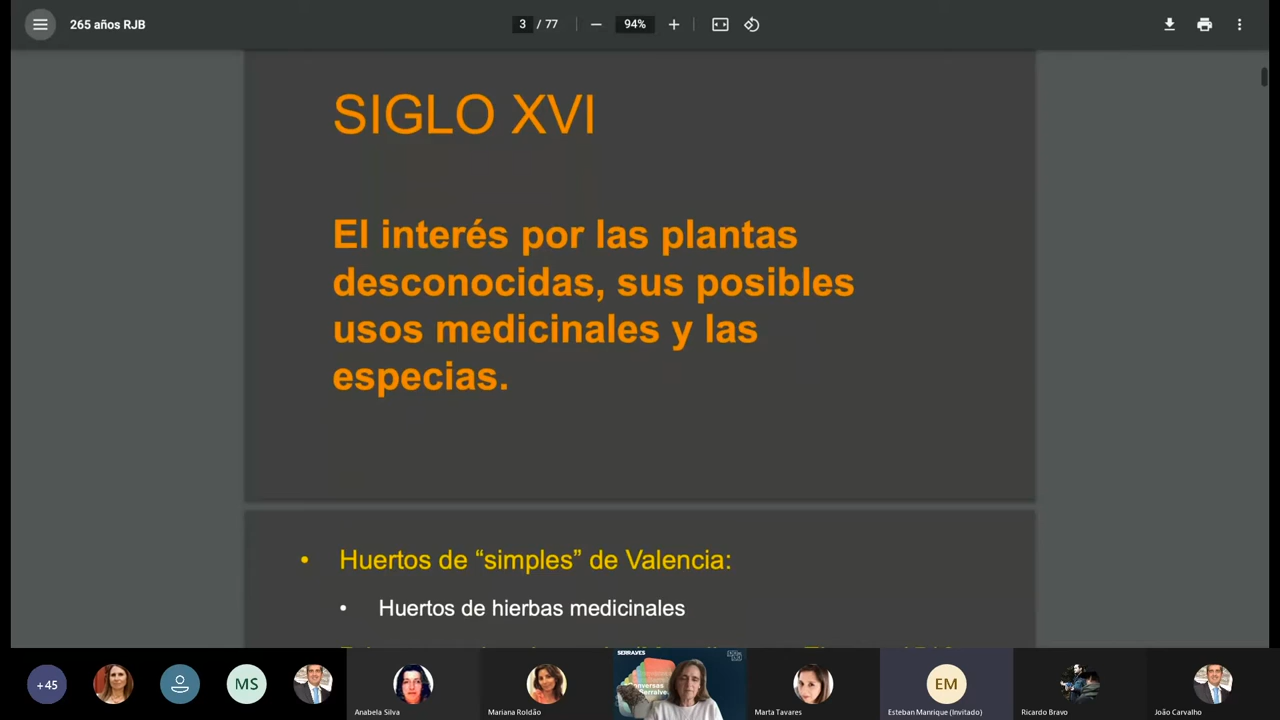 265 años RJB
3 / 77
94%
SIGLO XVI
El interés por las plantas
desconocidas, sus posibles
usos medicinales y las
especias.
• Huertos de “simples” de Valencia:
• Huertos de hierbas medicinales
+45
MS
SERRALVES
EM
Anabela Silva
Mariana Roldão
Marta Tavares
Esteban Manrique (Invitado)
Ricardo Bravo
João Carvalho